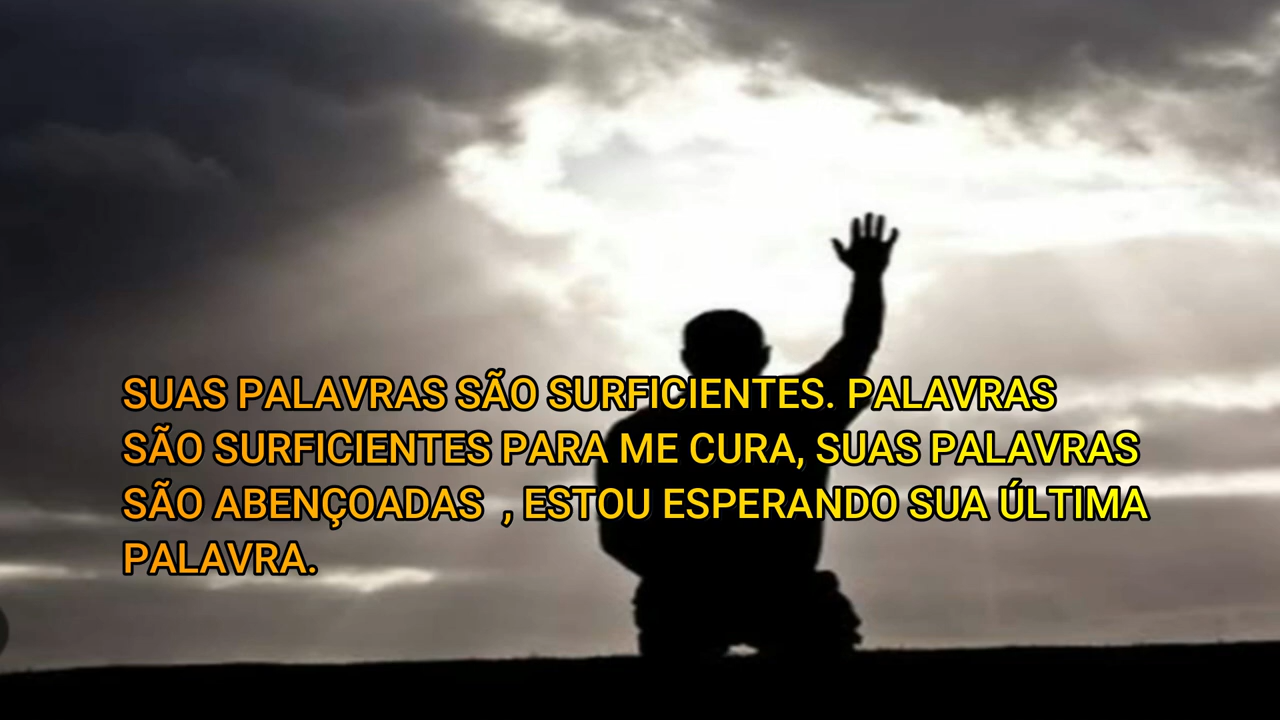 SUAS PALAVRAS SÃO SURFICIENTES. PALAVRAS
SÃO SURFICIENTES PARA ME CURA, SUAS PALAVRAS
SÃO ABENÇOADAS , ESTOU ESPERANDO SUA ÚLTIMA
PALAVRA.